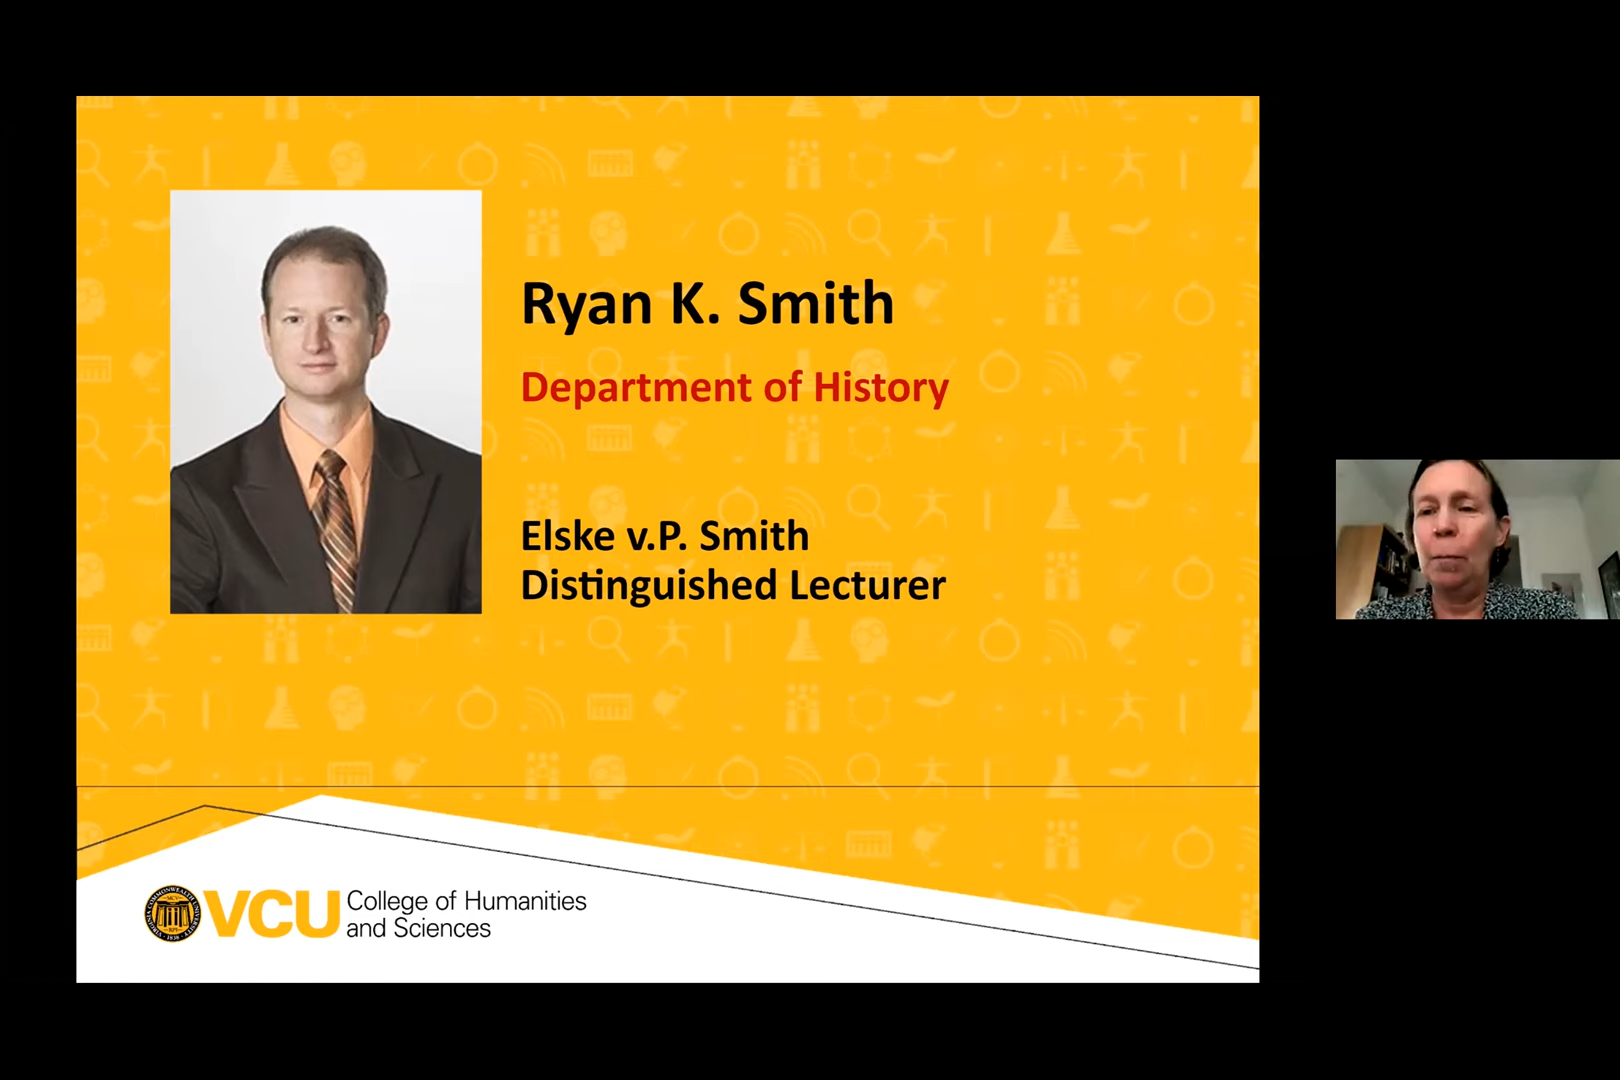 Ryan K. Smith
Department of History
Elske v.P. Smith
Distinguished Lecturer
VCU
College of Humanities
and Sciences